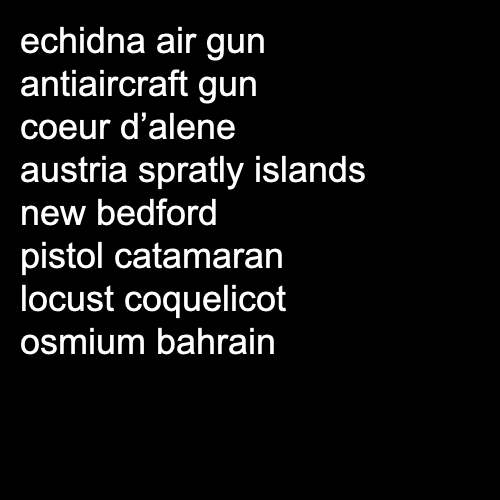 echidna air gun
antiaircraft gun
coeur d’alene
austria spratly islands
new bedford
pistol catamaran
locust coquelicot
osmium bahrain